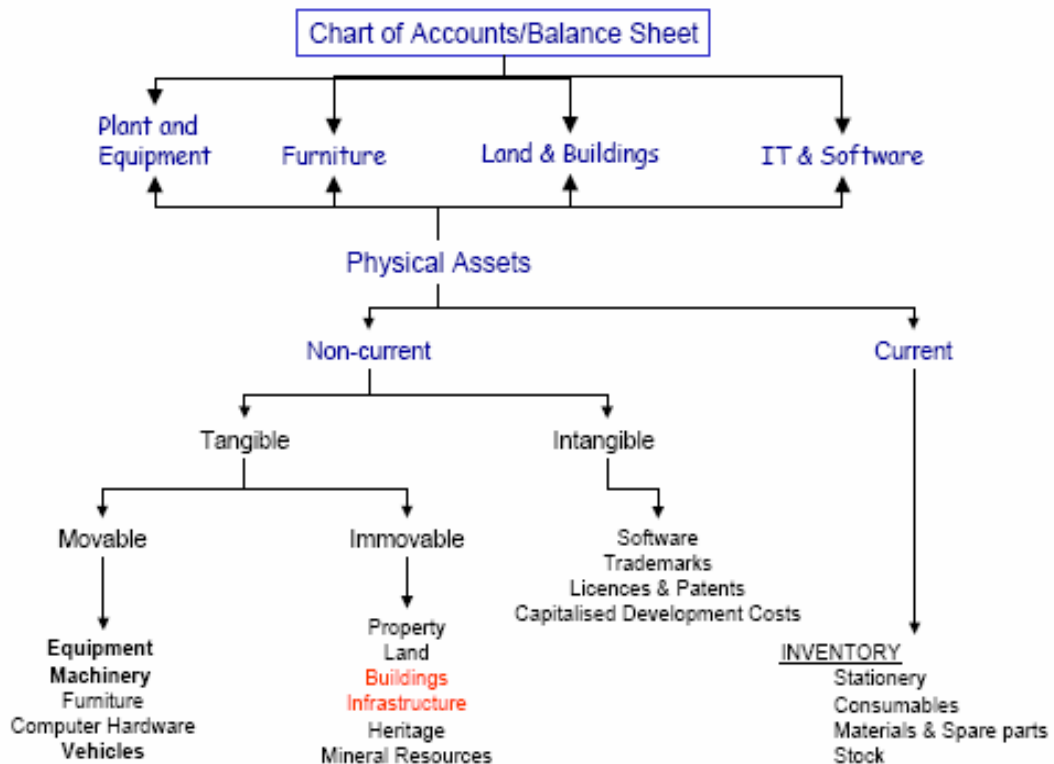 Chart of Accounts/Balance Sheet
Plant and
Equipment
Furniture
Land & Buildings
IT & Software
Physical Assets
Non-current
Current
Tangible
Intangible
Movable
Immovable
Software
Trademarks
Licences & Patents
Capitalised Development Costs
Equipment
Machinery
Furniture
Computer Hardware
Vehicles
Property
Land
Buildings
Infrastructure
Heritage
Mineral Resources
INVENTORY
Stationery
Consumables
Materials & Spare parts
Stock